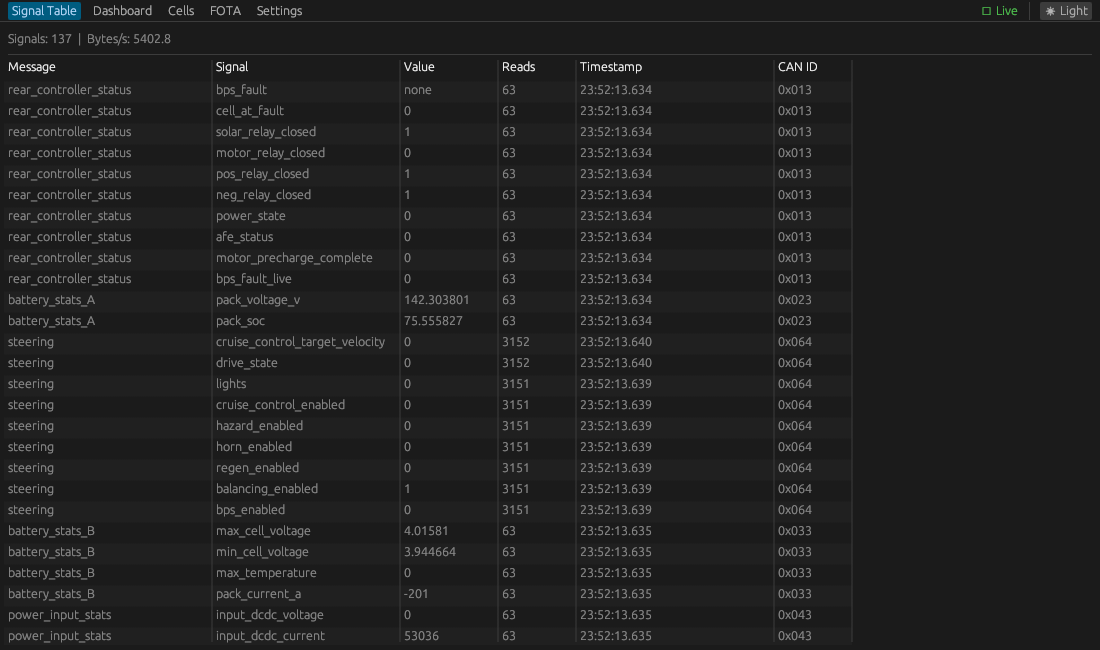 Signal Table Dashboard Cells FOTA Settings Live Light
Signals: 137 | Bytes/s: 5402.8
Message Signal Value Reads Timestamp CAN ID
rear_controller_status bps_fault none 63 23:52:13.634 0x013
rear_controller_status cell_at_fault 0 63 23:52:13.634 0x013
rear_controller_status solar_relay_closed 1 63 23:52:13.634 0x013
rear_controller_status motor_relay_closed 0 63 23:52:13.634 0x013
rear_controller_status pos_relay_closed 1 63 23:52:13.634 0x013
rear_controller_status neg_relay_closed 1 63 23:52:13.634 0x013
rear_controller_status power_state 0 63 23:52:13.634 0x013
rear_controller_status afe_status 0 63 23:52:13.634 0x013
rear_controller_status motor_precharge_complete 0 63 23:52:13.634 0x013
rear_controller_status bps_fault_live 0 63 23:52:13.634 0x013
battery_stats_A pack_voltage_v 142.303801 63 23:52:13.634 0x023
battery_stats_A pack_soc 75.555827 63 23:52:13.634 0x023
steering cruise_control_target_velocity 0 3152 23:52:13.640 0x064
steering drive_state 0 3152 23:52:13.640 0x064
steering lights 0 3151 23:52:13.639 0x064
steering cruise_control_enabled 0 3151 23:52:13.639 0x064
steering hazard_enabled 0 3151 23:52:13.639 0x064
steering horn_enabled 0 3151 23:52:13.639 0x064
steering regen_enabled 0 3151 23:52:13.639 0x064
steering balancing_enabled 1 3151 23:52:13.639 0x064
steering bps_enabled 0 3151 23:52:13.639 0x064
battery_stats_B max_cell_voltage 4.01581 63 23:52:13.635 0x033
battery_stats_B min_cell_voltage 3.944664 63 23:52:13.635 0x033
battery_stats_B max_temperature 0 63 23:52:13.635 0x033
battery_stats_B pack_current_a -201 63 23:52:13.635 0x033
power_input_stats input_dcdc_voltage 0 63 23:52:13.635 0x043
power_input_stats input_dcdc_current 53036 63 23:52:13.635 0x043